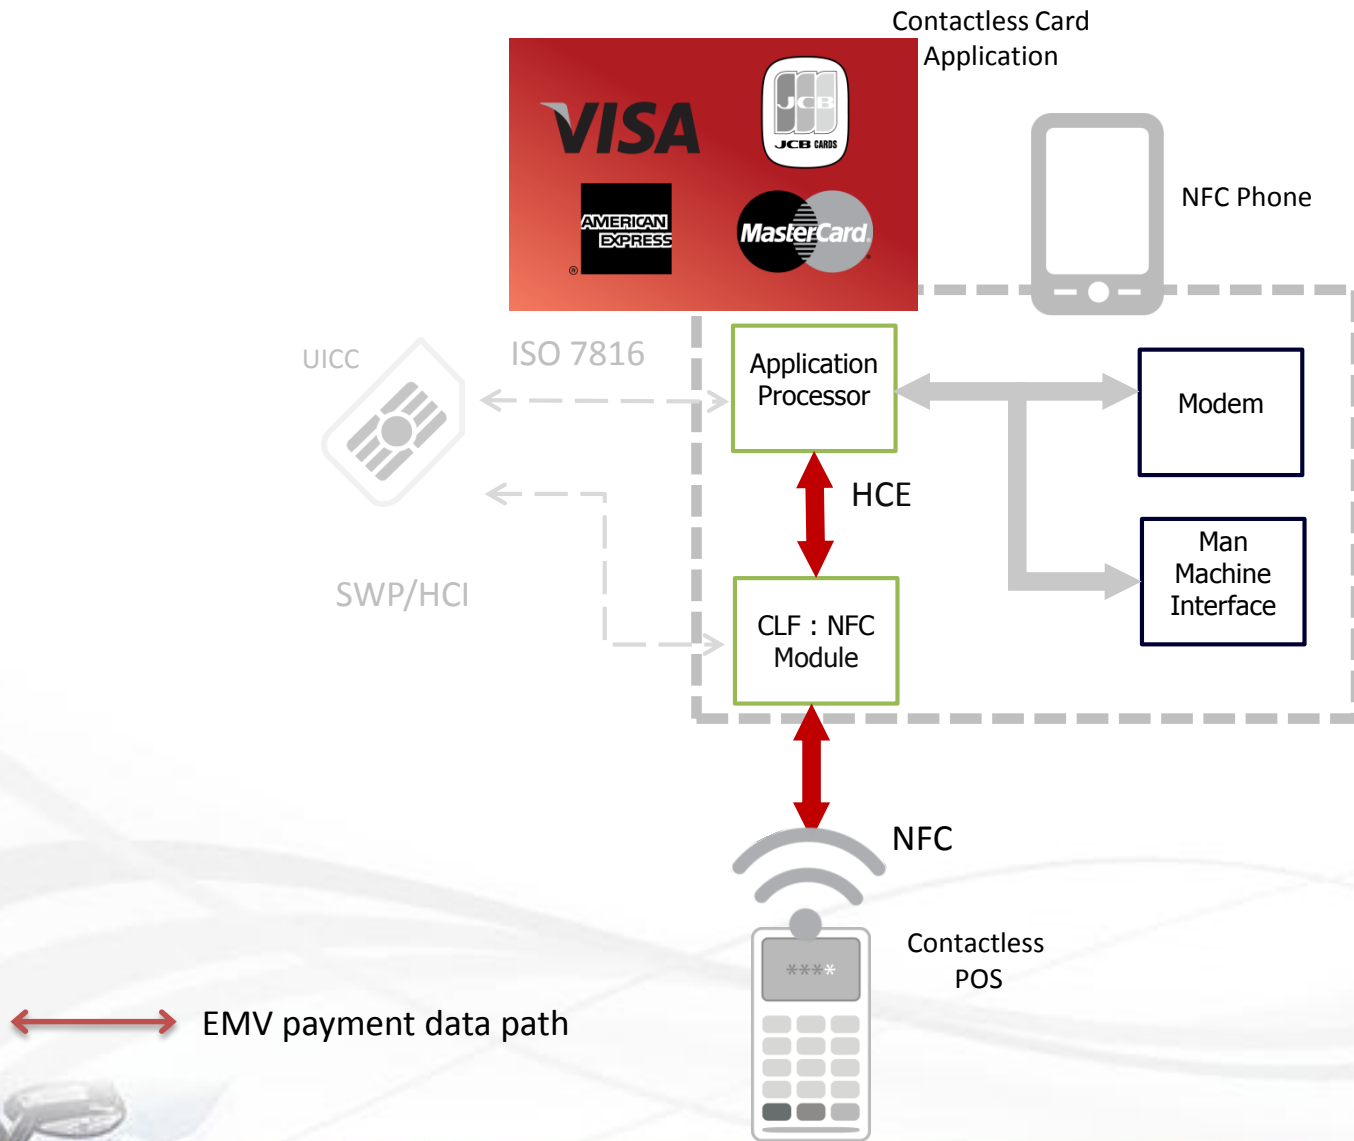 Contactless Card
Application
VISA
JCB
JCB CARDS
AMERICAN
EXPRESS
®
MasterCard.
NFC Phone
UICC
ISO 7816
Application
Processor
Modem
HCE
Man
Machine
Interface
SWP/HCI
CLF : NFC
Module
NFC
Contactless
POS
****
EMV payment data path